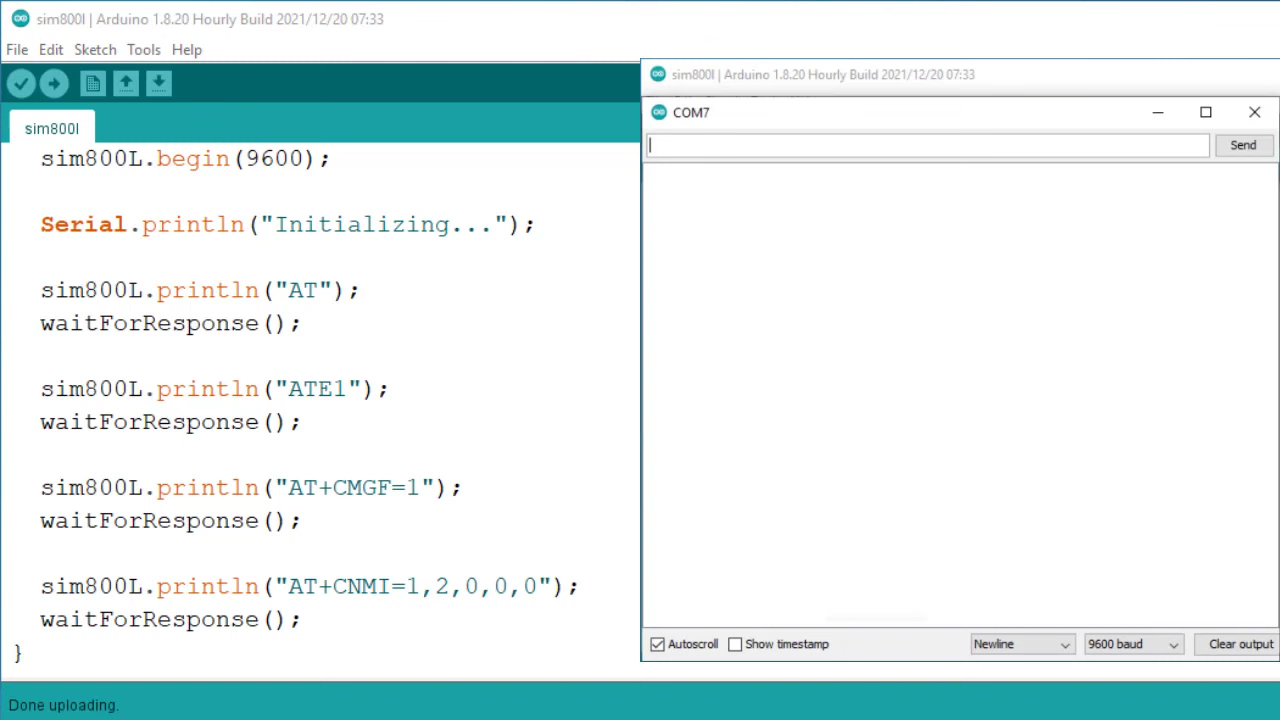 sim800l | Arduino 1.8.20 Hourly Build 2021/12/20 07:33
File Edit Sketch Tools Help
sim800l
sim800L.begin(9600);
Serial.println("Initializing...");
sim800L.println("AT");
waitForResponse();
sim800L.println("ATE1");
waitForResponse();
sim800L.println("AT+CMGF=1");
waitForResponse();
sim800L.println("AT+CNMI=1,2,0,0,0");
waitForResponse();
}
Done uploading.
sim800l | Arduino 1.8.20 Hourly Build 2021/12/20 07:33
COM7
Send
Autoscroll Show timestamp Newline 9600 baud Clear output